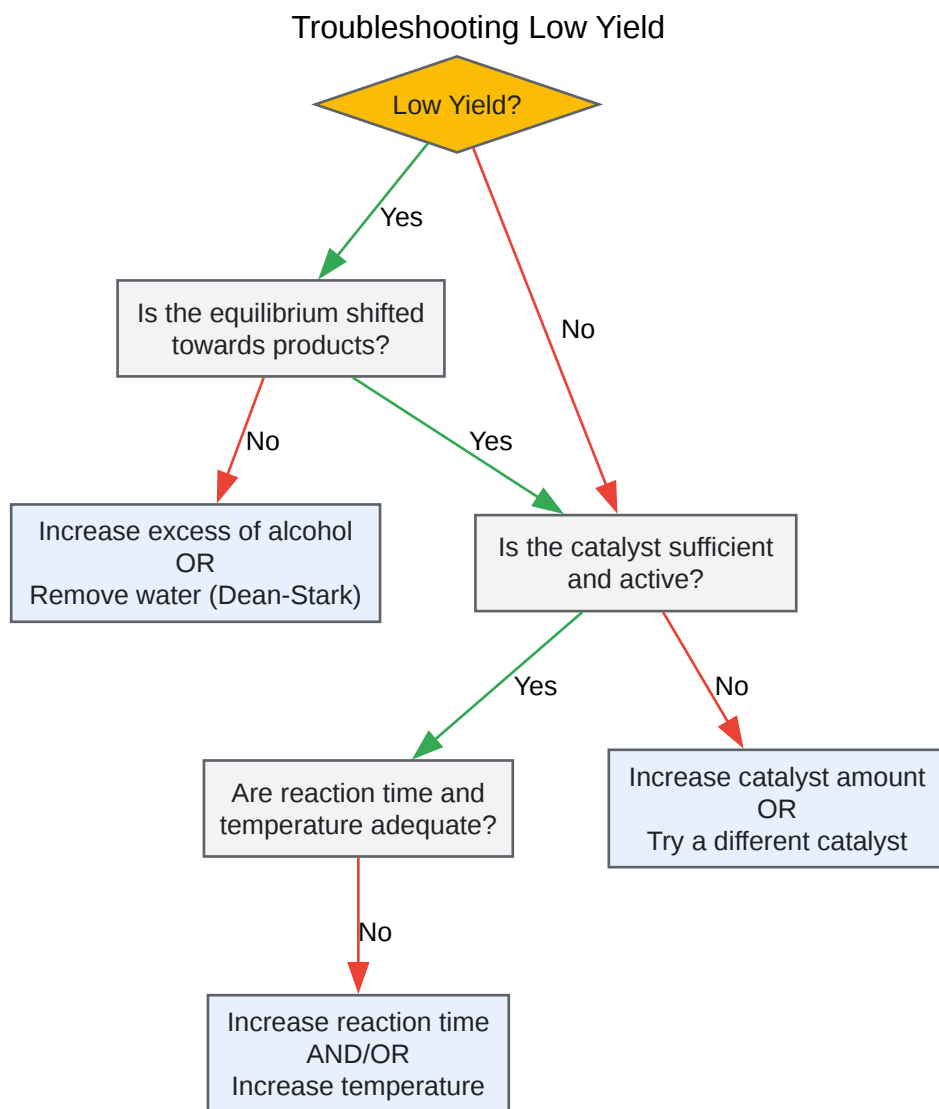 Troubleshooting Low Yield
Low Yield?
Yes
No
Is the equilibrium shifted
towards products?
No
Yes
Increase excess of alcohol
OR
Remove water (Dean-Stark)
Is the catalyst sufficient
and active?
Yes
No
Are reaction time and
temperature adequate?
Increase catalyst amount
OR
Try a different catalyst
No
Increase reaction time
AND/OR
Increase temperature